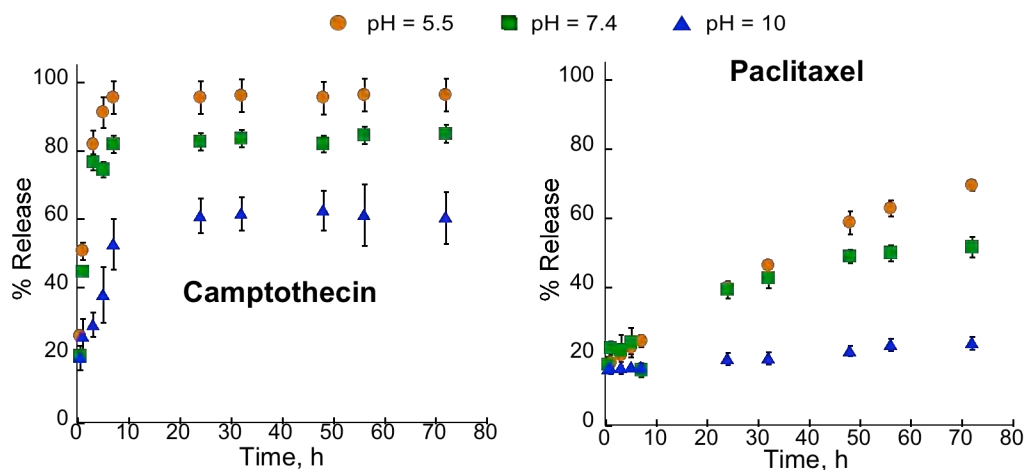 pH = 5.5 pH = 7.4 pH = 10
100
80
60
40
20
0
% Release
Camptothecin
0 10 20 30 40 50 60 70 80
Time, h
Paclitaxel
100
80
60
40
20
0
% Release
0 10 20 30 40 50 60 70 80
Time, h